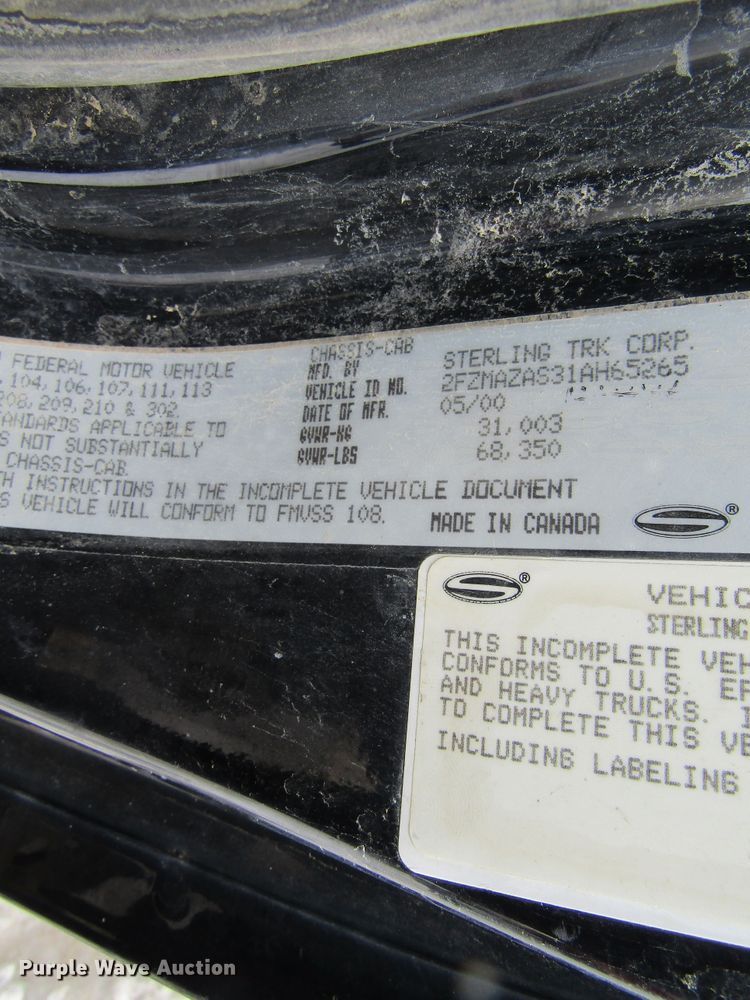 FEDERAL MOTOR VEHICLE
104, 106, 107, 111, 113
208, 209, 210 & 302
TANDARDS APPLICABLE TO
S NOT SUBSTANTIALLY
CHASSIS-CAB.
CHASSIS-CAB
MFD. BY STERLING TRK CORP.
VEHICLE ID NO. 2FZMAZAS31AH65265
DATE OF MFR. 05/00
GVWR-KG 31,003
GVWR-LBS 68,350
TH INSTRUCTIONS IN THE INCOMPLETE VEHICLE DOCUMENT
S VEHICLE WILL CONFORM TO FMVSS 108. MADE IN CANADA
®
®
VEHIC
STERLING
THIS INCOMPLETE VEH
CONFORMS TO U.S. E
AND HEAVY TRUCKS.
TO COMPLETE THIS VE
INCLUDING LABELING
Purple Wave Auction